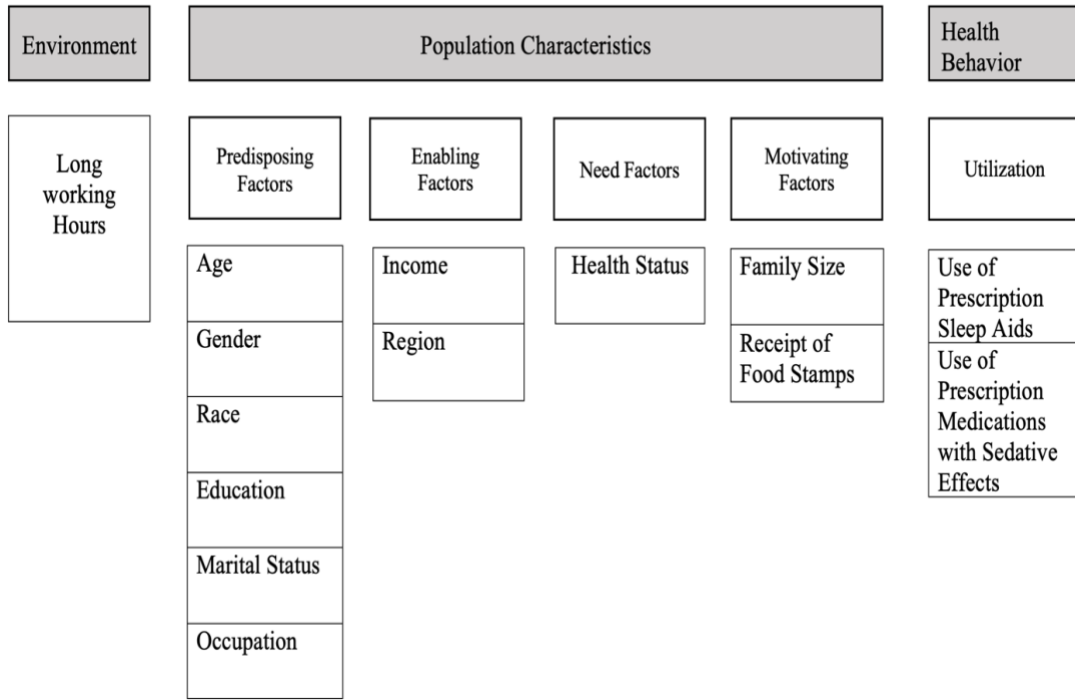 Environment
Population Characteristics
Health
Behavior
Long
working
Hours
Predisposing
Factors
Enabling
Factors
Need Factors
Motivating
Factors
Utilization
Age
Gender
Race
Education
Marital Status
Occupation
Income
Region
Health Status
Family Size
Receipt of
Food Stamps
Use of
Prescription
Sleep Aids
Use of
Prescription
Medications
with Sedative
Effects